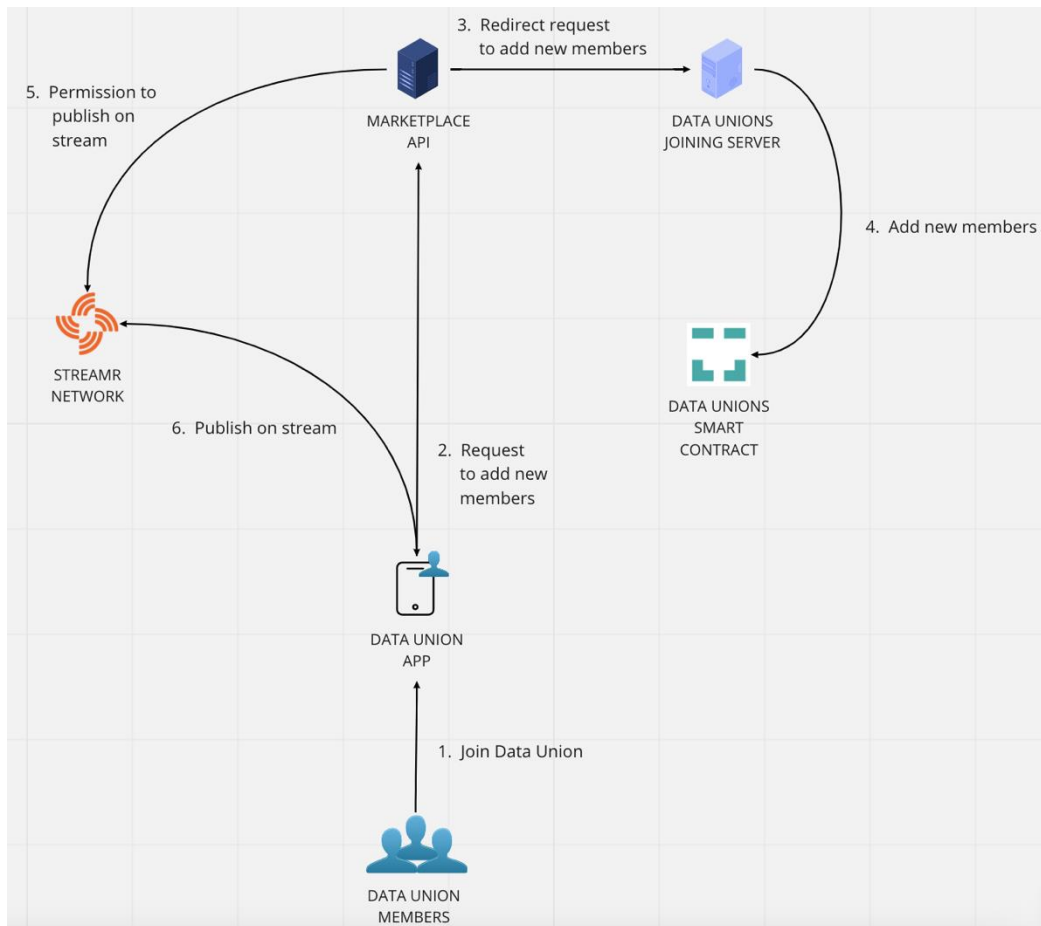 3. Redirect request
to add new members
5. Permission to
publish on
stream
MARKETPLACE
API
DATA UNIONS
JOINING SERVER
4. Add new members
STREAMR
NETWORK
DATA UNIONS
SMART
CONTRACT
6. Publish on stream
2. Request
to add new
members
DATA UNION
APP
1. Join Data Union
DATA UNION
MEMBERS